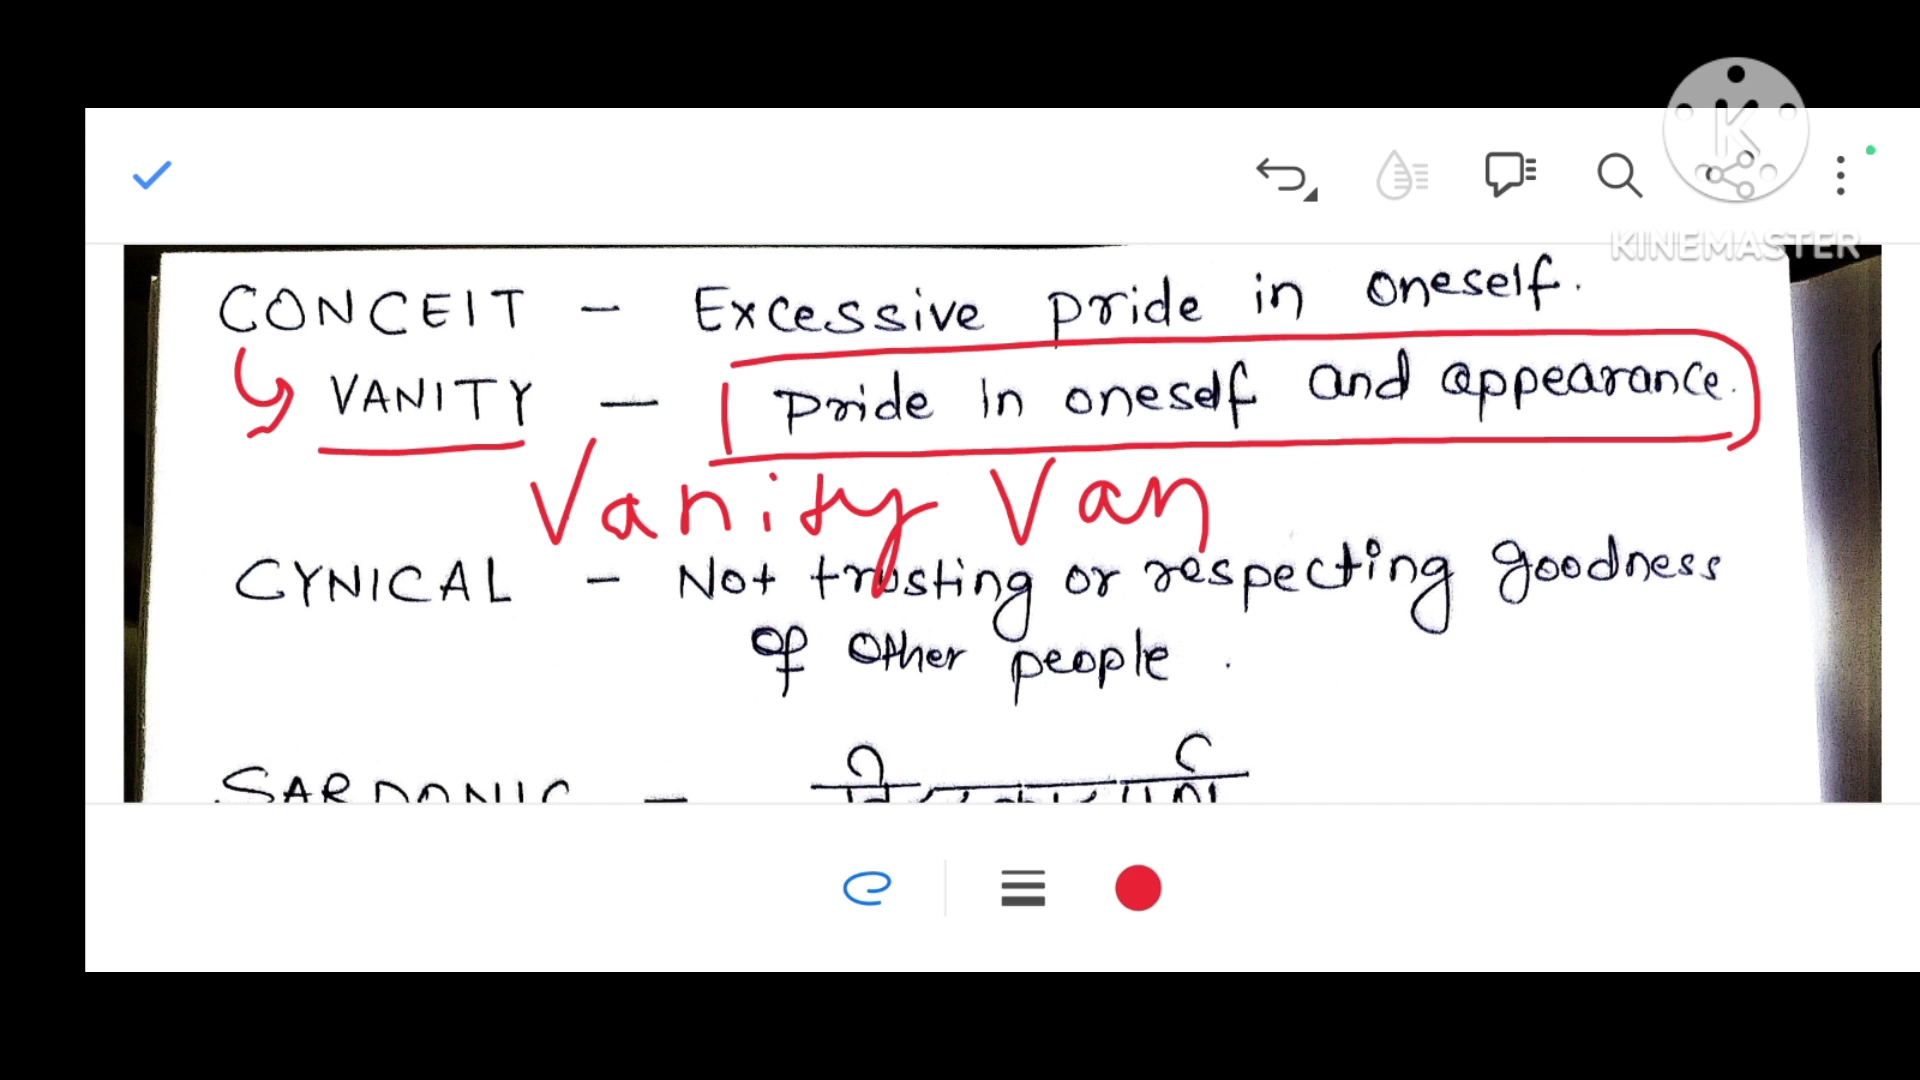 KINEMASTER
CONCEIT - Excessive pride in oneself.
VANITY - pride in oneself and appearance.
Vanity Van
CYNICAL - Not trusting or respecting goodness
of other people.
SARDONIC -